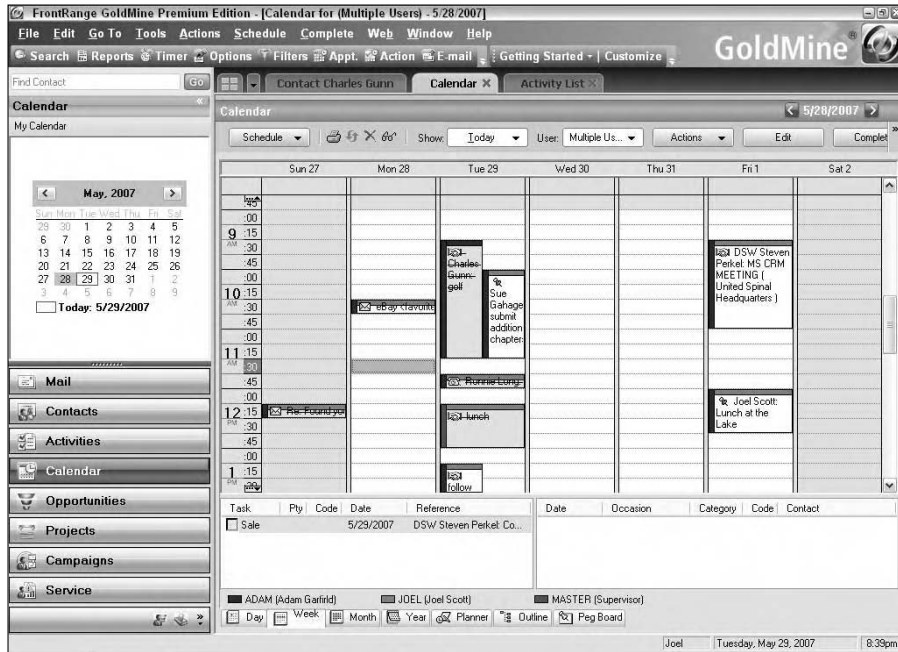 FrontRange GoldMine Premium Edition - [Calendar for (Multiple Users) - 5/28/2007]
File Edit Go To Tools Actions Schedule Complete Web Window Help
Search Reports Timer Options Filters Appt. Action E-mail Getting Started Customize
GoldMine®
Find Contact Go
Contact Charles Gunn Calendar Activity List
Calendar
My Calendar
Calendar 5/28/2007
Schedule Show: Today User: Multiple Us... Actions Edit Complet
Sun 27 Mon 28 Tue 29 Wed 30 Thu 31 Fri 1 Sat 2
May, 2007
Sun Mon Tue Wed Thu Fri Sat
29 30 1 2 3 4 5
6 7 8 9 10 11 12
13 14 15 16 17 18 19
20 21 22 23 24 25 26
27 28 29 30 31 1 2
3 4 5 6 7 8 9
Today: 5/29/2007
:45
:00
9 :15
AM :30
:45
:00
10 :15
AM :30
:45
:00
11 :15
AM :30
:45
:00
12 :15
PM :30
:45
:00
1 :15
PM
Re: Found you
eBay <favorite
Charles
Gunn:
golf
Sue
Gahage
submit
addition
chapter:
Ronnie Long
lunch
follow
DSW Steven
Perkel: MS CRM
MEETING (
United Spinal
Headquarters )
Joel Scott:
Lunch at the
Lake
Mail
Contacts
Activities
Calendar
Opportunities
Projects
Campaigns
Service
Task Pty Code Date Reference
Sale 5/29/2007 DSW Steven Perkel: Co...
Date Occasion Category Code Contact
ADAM (Adam Garfirld) JOEL (Joel Scott) MASTER (Supervisor)
Day Week Month Year Planner Outline Peg Board
Joel Tuesday, May 29, 2007 8:39pm